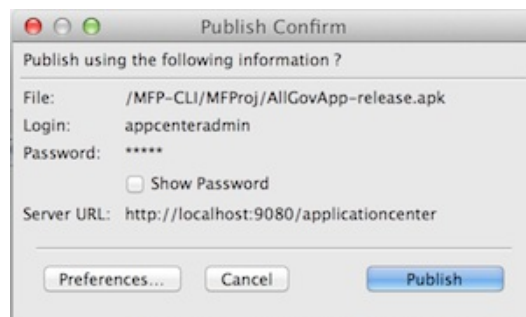 Publish Confirm
Publish using the following information ?
File: /MFP-CLI/MFProj/AllGovApp-release.apk
Login: appcenteradmin
Password: *****
Show Password
Server URL: http://localhost:9080/applicationcenter
Preferences... Cancel Publish